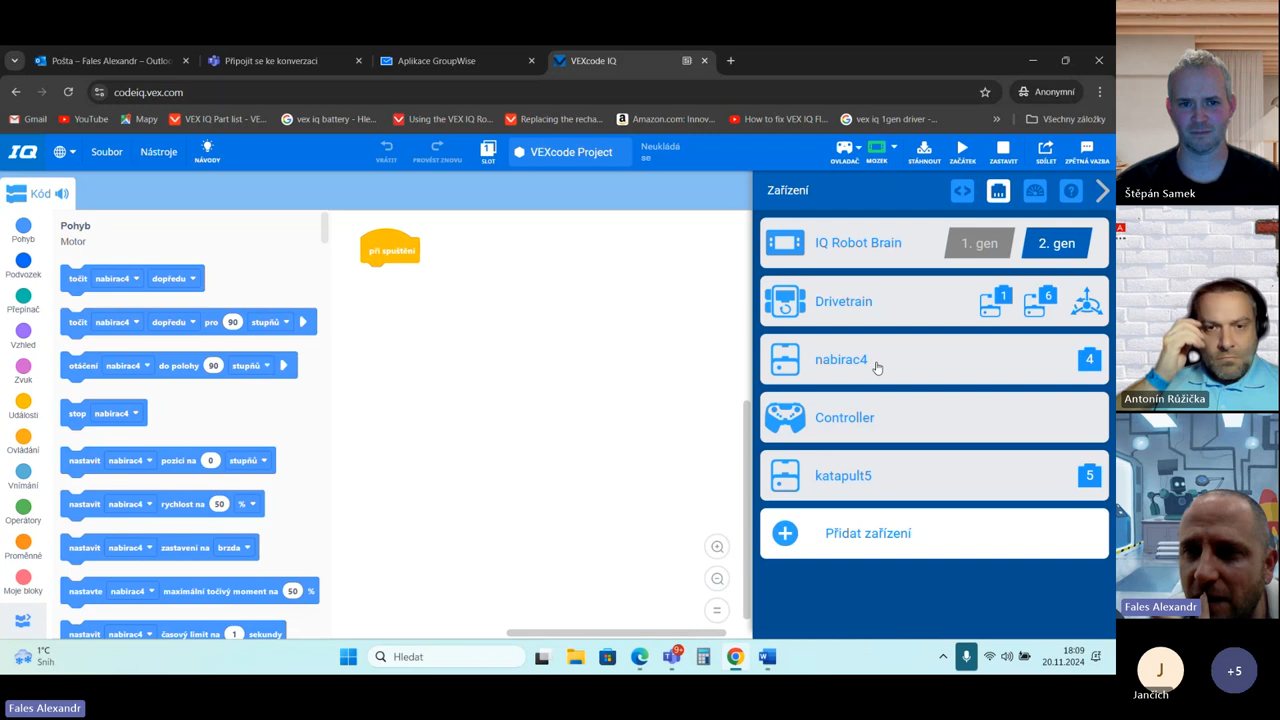 Pošta – Fales Alexandr – Outloo
Připojit se ke konverzaci
Aplikace GroupWise
VEXcode IQ
codeiq.vex.com
Anonymní
Gmail
YouTube
Mapy
VEX IQ Part list - VE...
vex iq battery - Hle...
Using the VEX IQ Ro...
Replacing the recha...
Amazon.com: Innov...
How to fix VEX IQ Fl...
vex iq 1gen driver -...
Všechny záložky
IQ
Soubor
Nástroje
NÁVODY
VRÁTIT
PROVÉST ZNOVU
1
SLOT
VEXcode Project
Neukládá
se
OVLADAČ
MOZEK
STÁHNOUT
ZAČÁTEK
ZASTAVIT
SDÍLET
ZPĚTNÁ VAZBA
Kód
Pohyb
Podvozek
Přepínač
Vzhled
Zvuk
Události
Ovládání
Vnímání
Operátory
Proměnné
Moje bloky
Pohyb
Motor
točit nabirac4 dopředu
točit nabirac4 dopředu pro 90 stupňů
otáčení nabirac4 do polohy 90 stupňů
stop nabirac4
nastavit nabirac4 pozici na 0 stupňů
nastavit nabirac4 rychlost na 50 %
nastavit nabirac4 zastavení na brzda
nastavte nabirac4 maximální točivý moment na 50 %
nastavit nabirac4 časový limit na 1 sekundy
při spuštění
Zařízení
IQ Robot Brain
1. gen
2. gen
Drivetrain
1
6
nabirac4
4
Controller
katapult5
5
Přidat zařízení
1°C
Sníh
Hledat
9+
18:09
20.11.2024
Fales Alexandr
Štěpán Samek
Antonín Růžička
Fales Alexandr
J
Jančich
+5